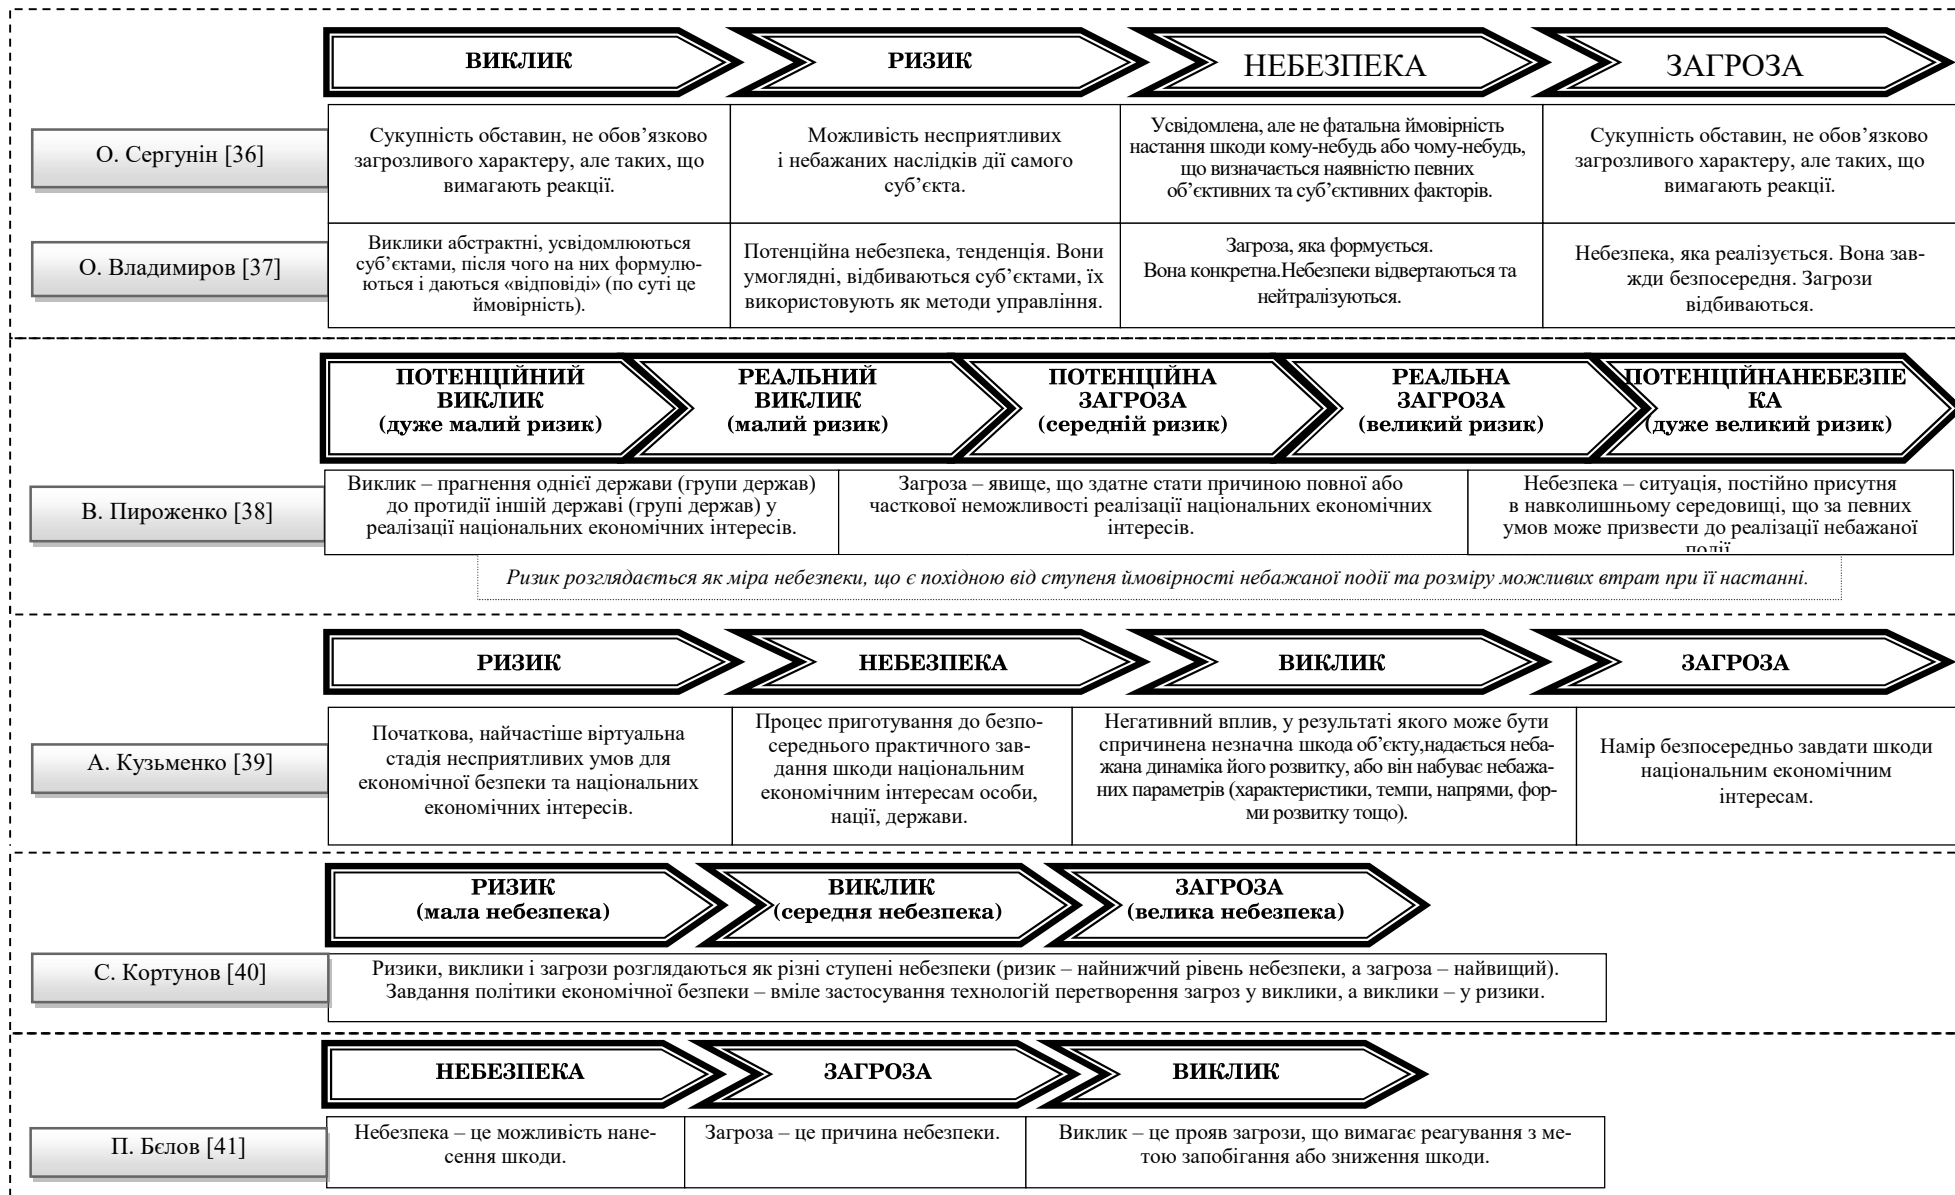 ВИКЛИК
РИЗИК
НЕБЕЗПЕКА
ЗАГРОЗА
О. Сергунін [36]
Сукупність обставин, не обов’язково
загрозливого характеру, але таких, що
вимагають реакції.
Можливість несприятливих
і небажаних наслідків дії самого
суб’єкта.
Усвідомлена, але не фатальна ймовірність
настання шкоди кому-небудь або чому-небудь,
що визначається наявністю певних
об’єктивних та суб’єктивних факторів.
Сукупність обставин, не обов’язково
загрозливого характеру, але таких, що
вимагають реакції.
О. Владимиров [37]
Виклики абстрактні, усвідомлюються
суб’єктами, після чого на них формулю-
ються і даються «відповіді» (по суті це
ймовірність).
Потенційна небезпека, тенденція. Вони
умоглядні, відбиваються суб’єктами, їх
використовують як методи управління.
Загроза, яка формується.
Вона конкретна.Небезпеки відвертаються та
нейтралізуються.
Небезпека, яка реалізується. Вона зав-
жди безпосередня. Загрози
відбиваються.
ПОТЕНЦІЙНИЙ
ВИКЛИК
(дуже малий ризик)
РЕАЛЬНИЙ
ВИКЛИК
(малий ризик)
ПОТЕНЦІЙНА
ЗАГРОЗА
(середній ризик)
РЕАЛЬНА
ЗАГРОЗА
(великий ризик)
ПОТЕНЦІЙНАНЕБЕЗПЕ
КА
(дуже великий ризик)
В. Пироженко [38]
Виклик – прагнення однієї держави (групи держав)
до протидії іншій державі (групі держав) у
реалізації національних економічних інтересів.
Загроза – явище, що здатне стати причиною повної або
часткової неможливості реалізації національних економічних
інтересів.
Небезпека – ситуація, постійно присутня
в навколишньому середовищі, що за певних
умов може призвести до реалізації небажаної
події
Ризик розглядається як міра небезпеки, що є похідною від ступеня ймовірності небажаної події та розміру можливих втрат при її настанні.
РИЗИК
НЕБЕЗПЕКА
ВИКЛИК
ЗАГРОЗА
А. Кузьменко [39]
Початкова, найчастіше віртуальна
стадія несприятливих умов для
економічної безпеки та національних
економічних інтересів.
Процес приготування до безпо-
середнього практичного зав-
дання шкоди національним
економічним інтересам особи,
нації, держави.
Негативний вплив, у результаті якого може бути
спричинена незначна шкода об’єкту,надається неба-
жана динаміка його розвитку, або він набуває небажа-
них параметрів (характеристики, темпи, напрями, фор-
ми розвитку тощо).
Намір безпосередньо завдати шкоди
національним економічним
інтересам.
РИЗИК
(мала небезпека)
ВИКЛИК
(середня небезпека)
ЗАГРОЗА
(велика небезпека)
С. Кортунов [40]
Ризики, виклики і загрози розглядаються як різні ступені небезпеки (ризик – найнижчий рівень небезпеки, а загроза – найвищий).
Завдання політики економічної безпеки – вміле застосування технологій перетворення загроз у виклики, а виклики – у ризики.
НЕБЕЗПЕКА
ЗАГРОЗА
ВИКЛИК
П. Бєлов [41]
Небезпека – це можливість нане-
сення шкоди.
Загроза – це причина небезпеки.
Виклик – це прояв загрози, що вимагає реагування з ме-
тою запобігання або зниження шкоди.